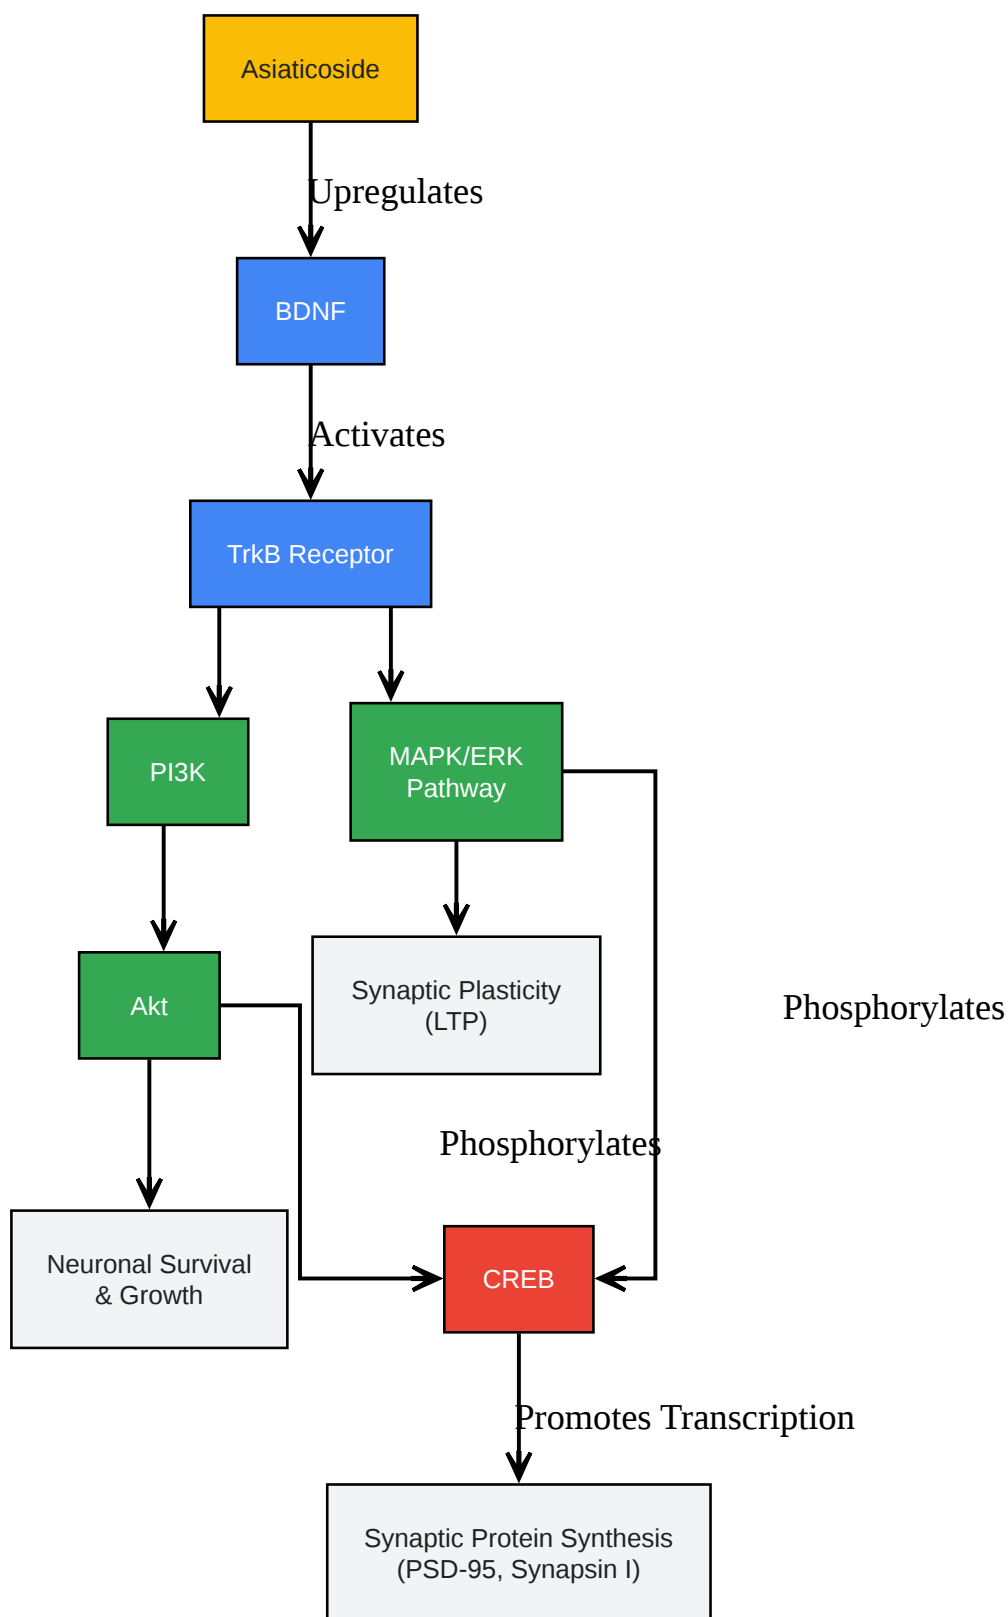 Asiaticoside
Upregulates
BDNF
Activates
TrkB Receptor
PI3K
MAPK/ERK
Pathway
Akt
Synaptic Plasticity
(LTP)
Phosphorylates
Phosphorylates
Neuronal Survival
& Growth
CREB
Promotes Transcription
Synaptic Protein Synthesis
(PSD-95, Synapsin I)